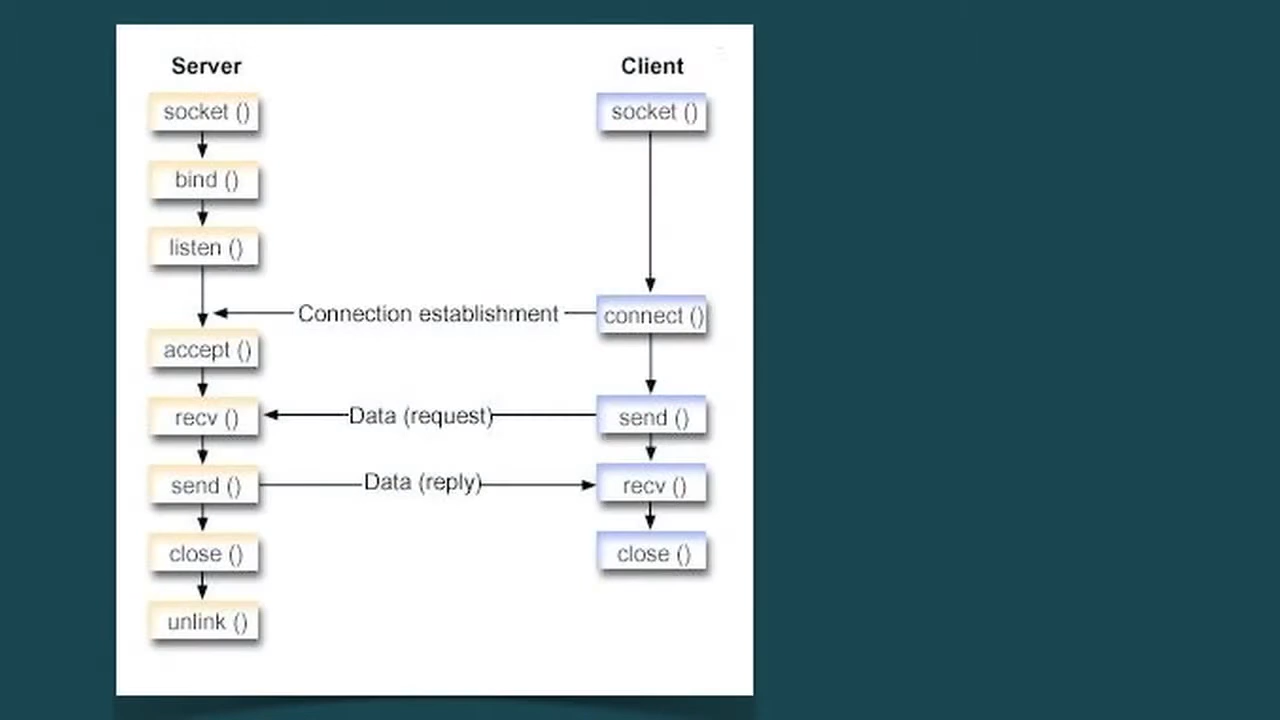 Server
Client
socket ()
socket ()
bind ()
listen ()
Connection establishment
connect ()
accept ()
recv ()
Data (request)
send ()
send ()
Data (reply)
recv ()
close ()
close ()
unlink ()